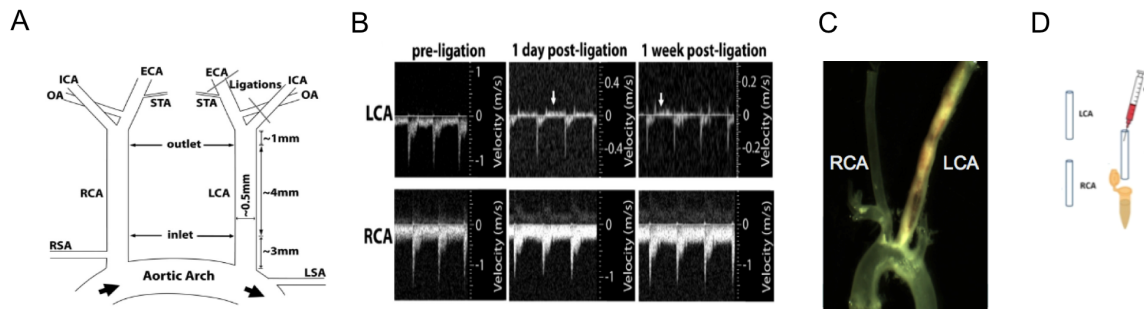 A
ICA
ECA
ECA
Ligations
ICA
OA
STA
STA
OA
outlet
~1mm
RCA
LCA
~4mm
~0.5mm
inlet
~3mm
RSA
Aortic Arch
LSA
B
pre-ligation
1 day post-ligation
1 week post-ligation
LCA
1
0
-1
Velocity (m/s)
0.4
0
-0.4
Velocity (m/s)
0.2
0
-0.2
Velocity (m/s)
RCA
0
-1
Velocity (m/s)
0
-1
Velocity (m/s)
0
-1
Velocity (m/s)
C
RCA
LCA
D
LCA
RCA